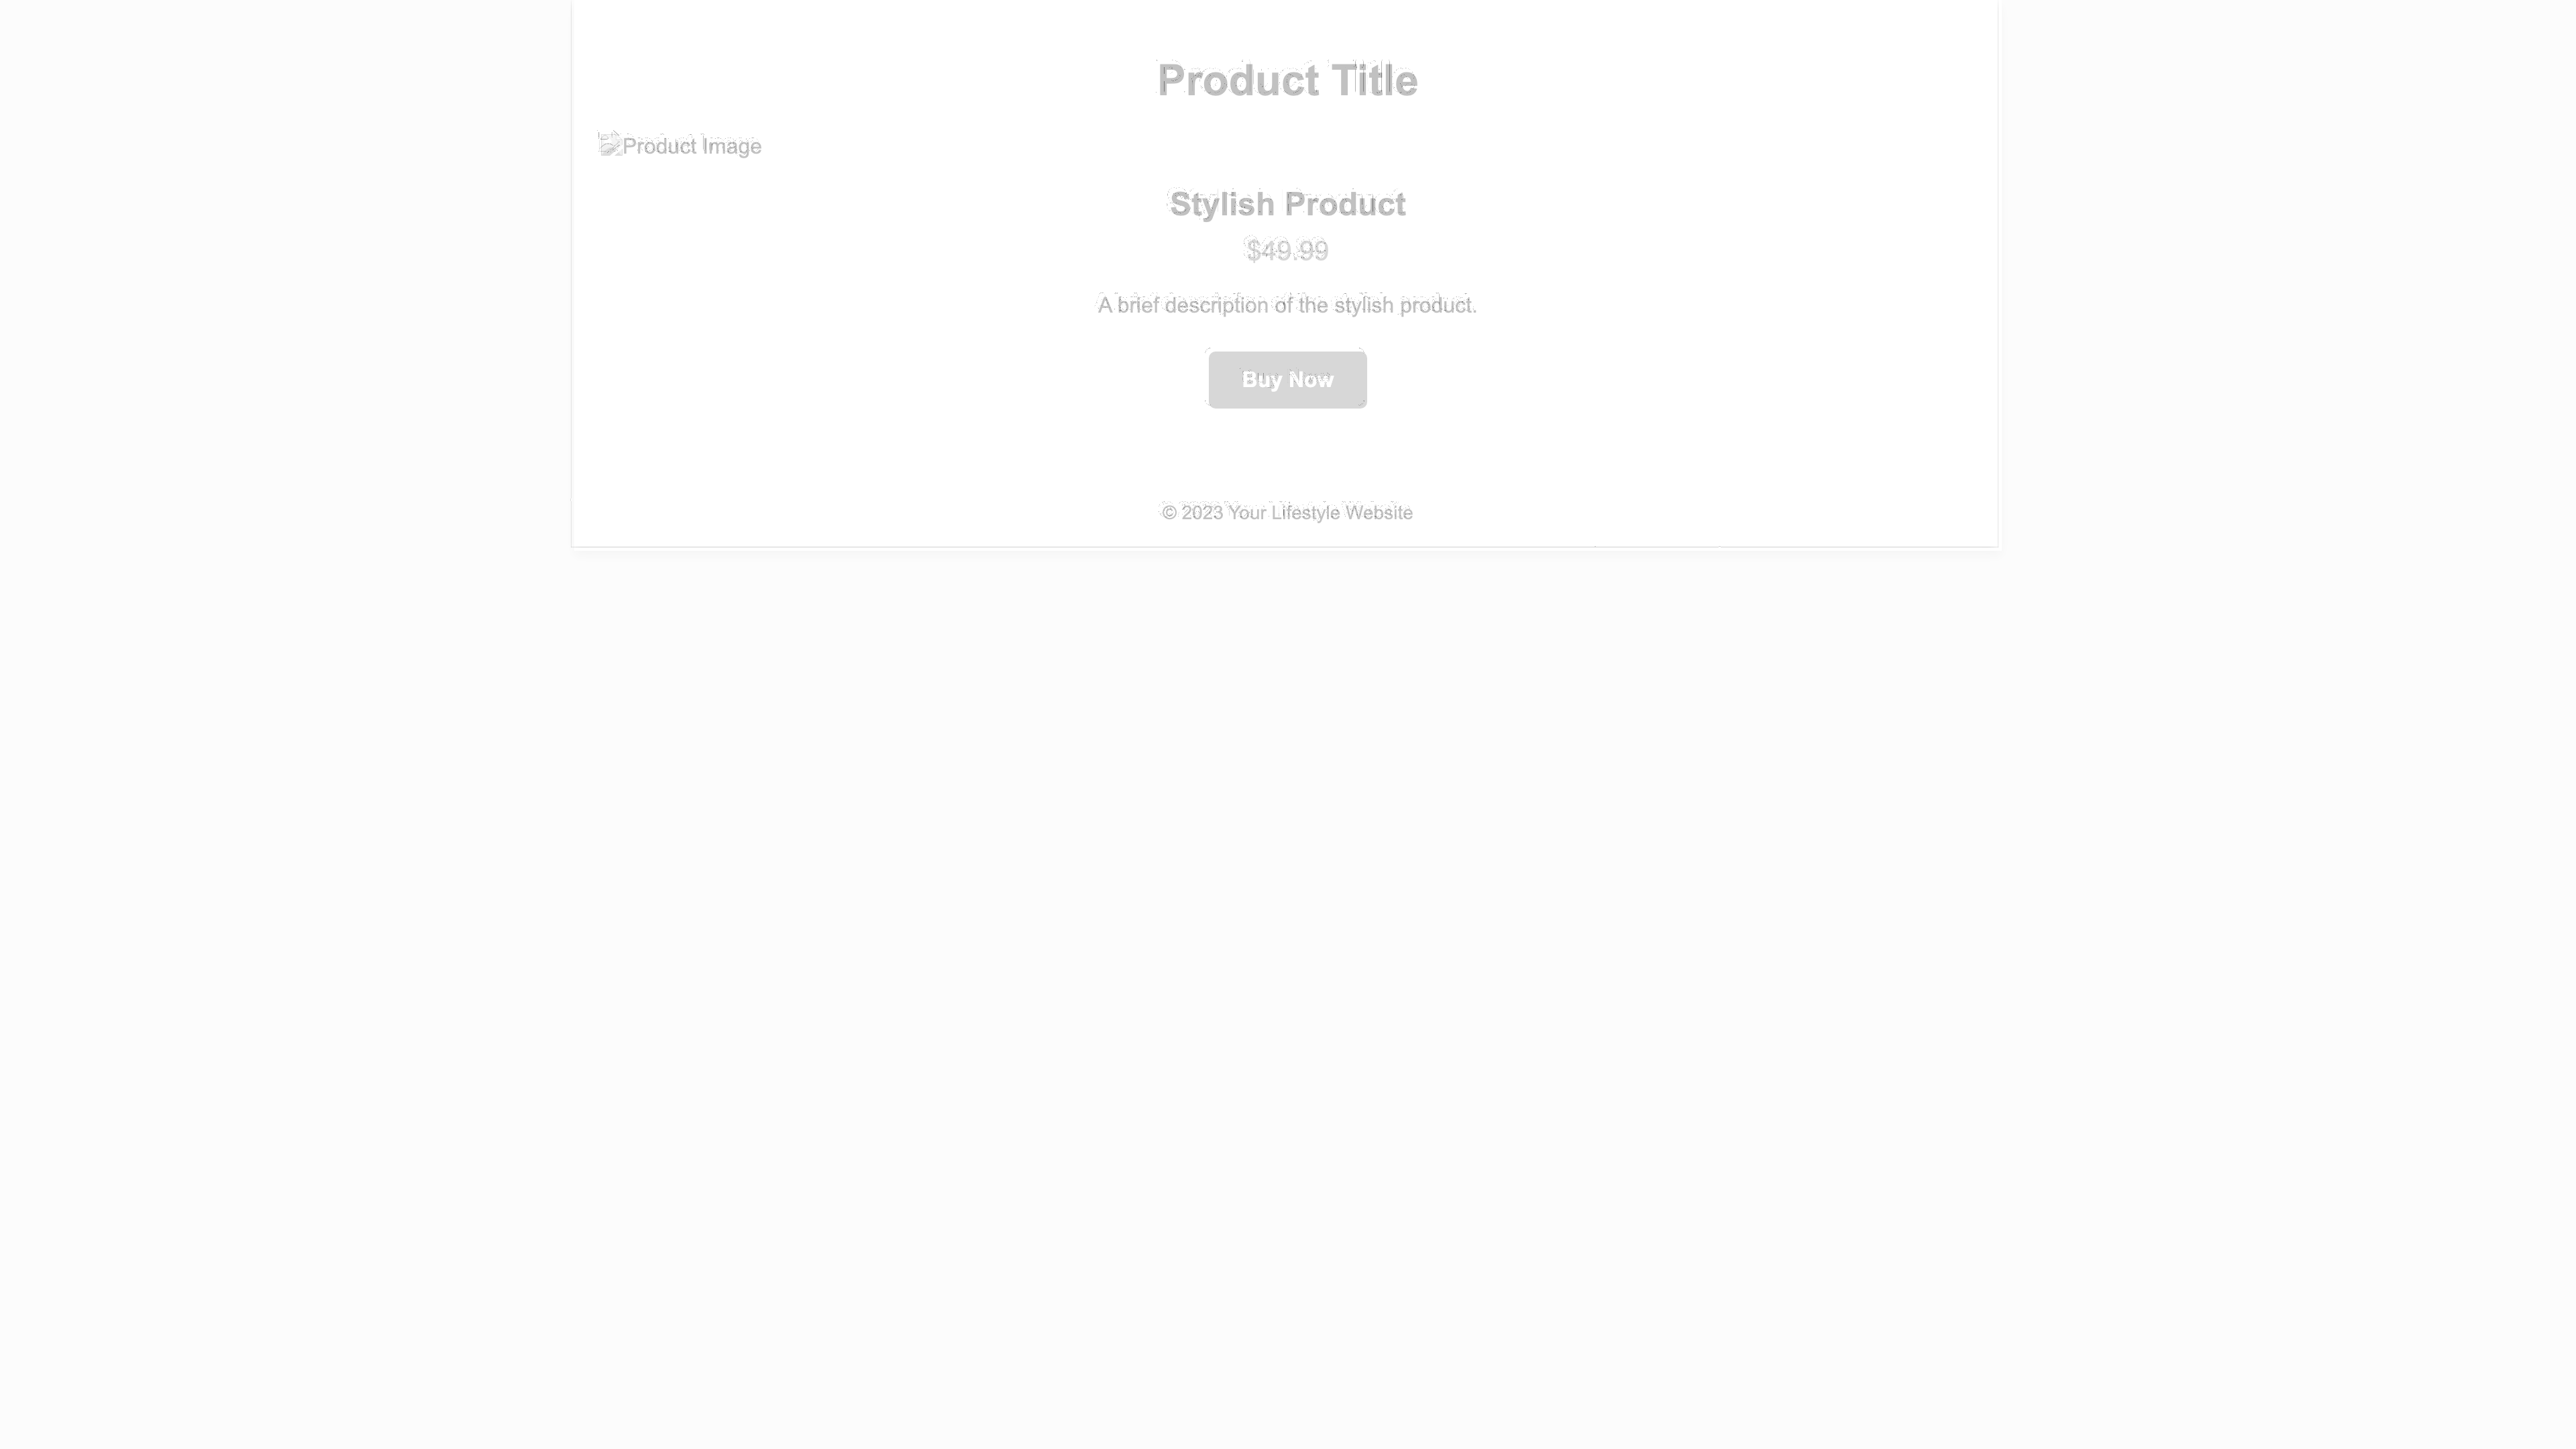 Product Title
Product Image
Stylish Product
$49.99
A brief description of the stylish product.
Buy Now
© 2023 Your Lifestyle Website